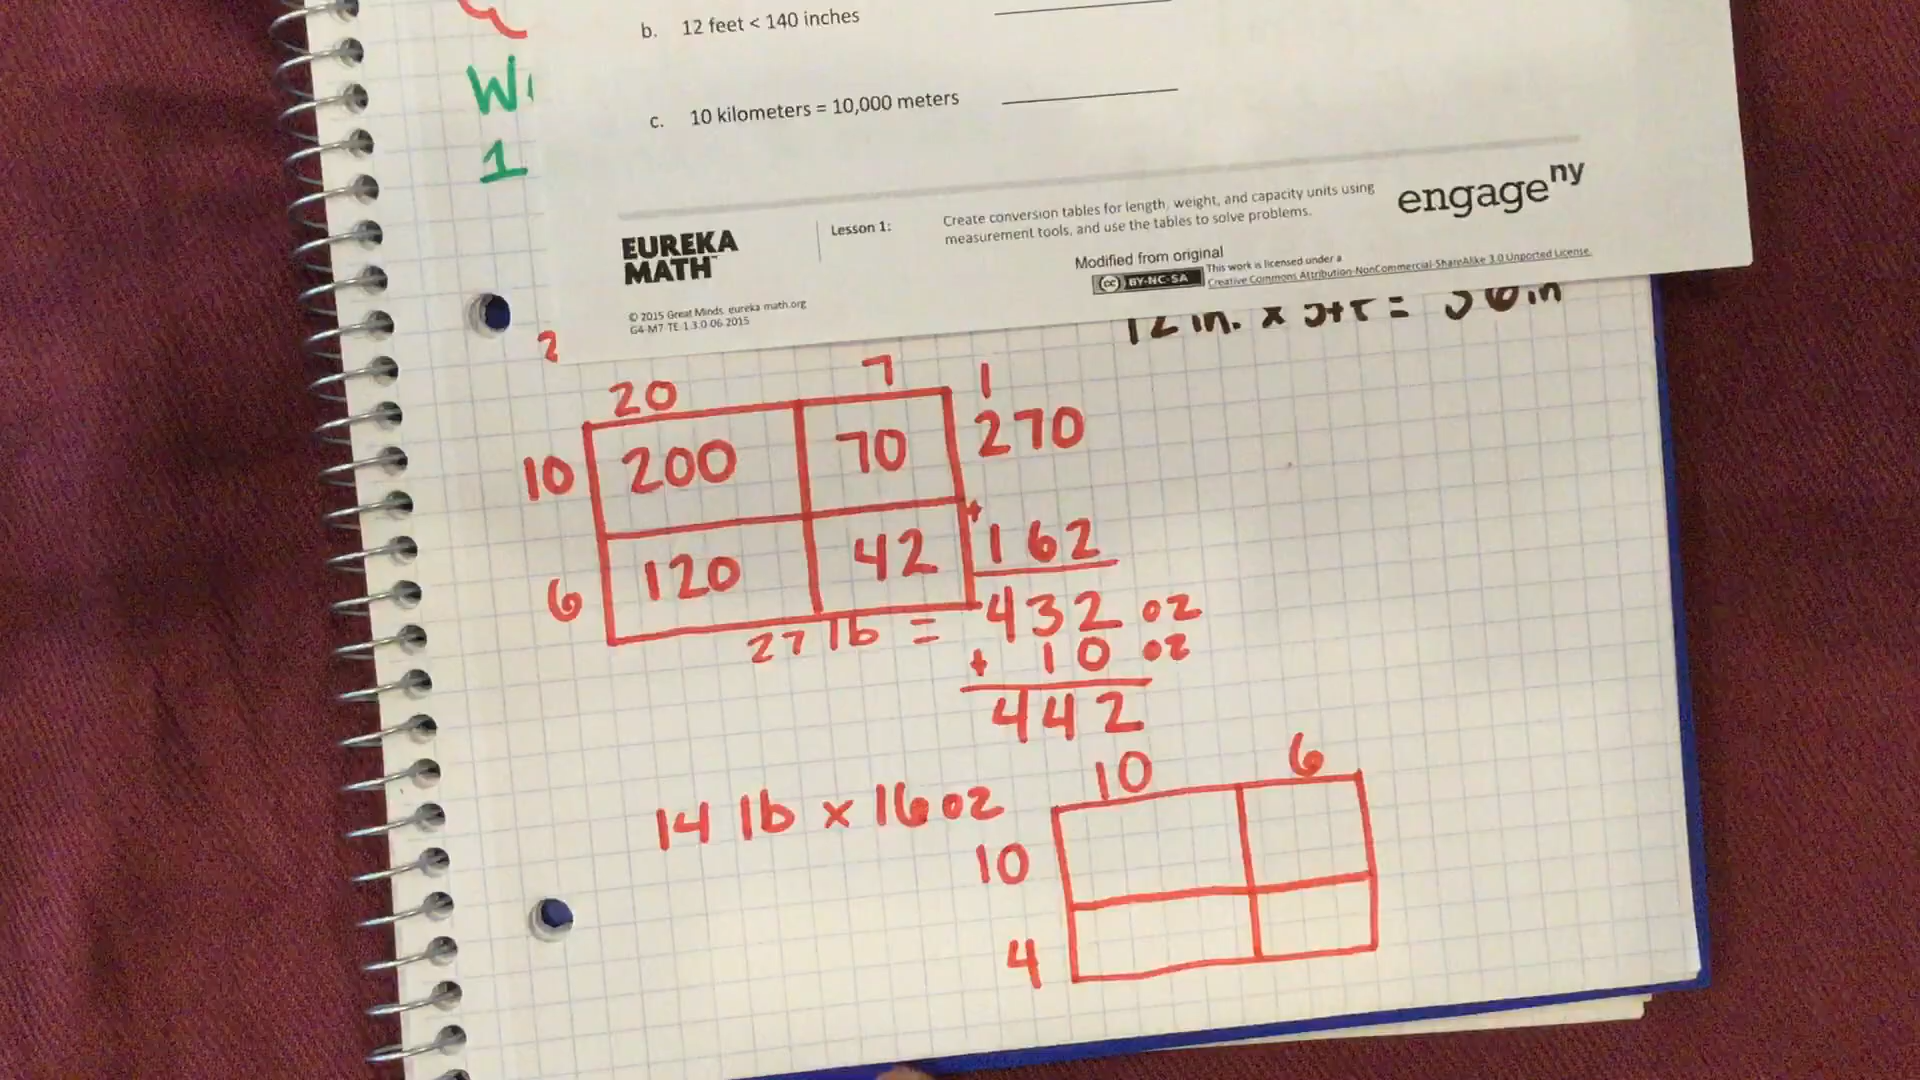 b. 12 feet < 140 inches
c. 10 kilometers = 10,000 meters
EUREKA
MATH™
Lesson 1:
Create conversion tables for length, weight, and capacity units using
measurement tools, and use the tables to solve problems.
engageny
Modified from original
cc BY-NC-SA
This work is licensed under a
Creative Commons Attribution-NonCommercial-ShareAlike 3.0 Unported License.
© 2015 Great Minds. eureka-math.org
G4-M7-TE-1.3.0-06.2015
1
2
20 7 1
10 200 70 270
+
6 120 42 162
27 lb = 432 oz
+ 10 oz
442
14 lb x 16 oz
10 6
10
4